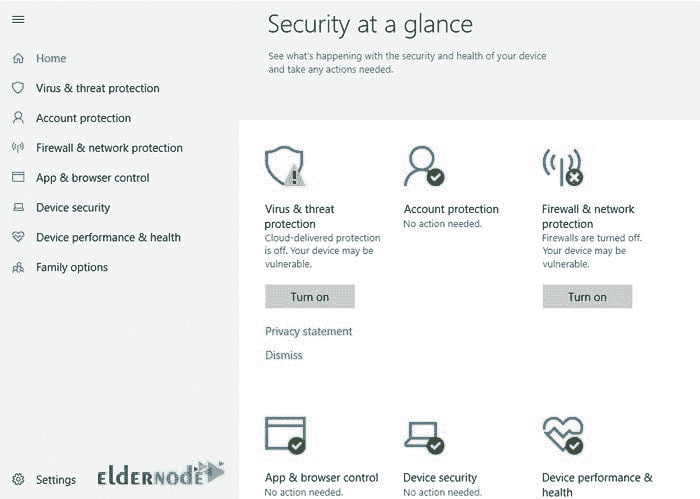 Security at a glance
See what's happening with the security and health of your device
and take any actions needed.
Home
Virus & threat protection
Account protection
Firewall & network protection
App & browser control
Device security
Device performance & health
Family options
Settings
eldernode
Virus & threat
protection
Cloud-delivered protection
is off. Your device may be
vulnerable.
Turn on
Privacy statement
Dismiss
Account protection
No action needed.
Firewall & network
protection
Firewalls are turned off.
Your device may be
vulnerable.
Turn on
App & browser control
No action needed.
Device security
No action needed.
Device performance &
health